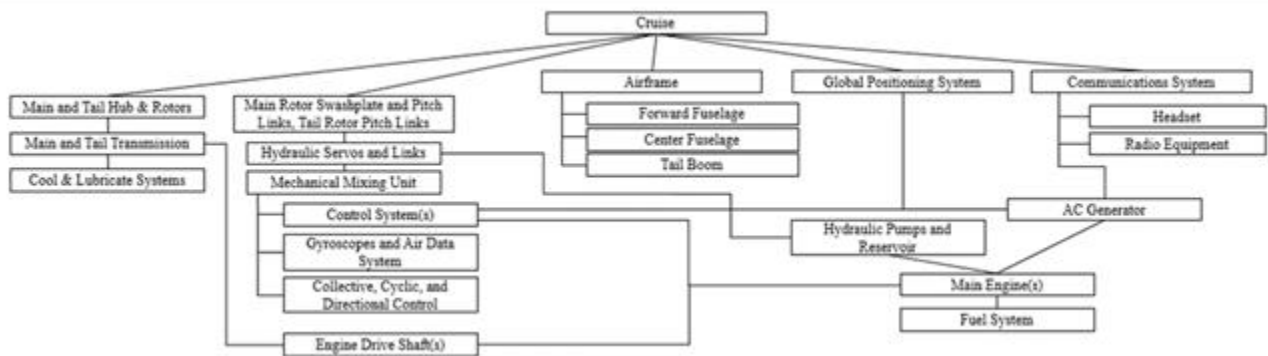 Cruise
Airframe
Global Positioning System
Communications System
Main and Tail Hub & Rotors
Main Rotor Swashplate and Pitch
Links, Tail Rotor Pitch Links
Forward Fuselage
Headset
Main and Tail Transmission
Hydraulic Servos and Links
Center Fuselage
Radio Equipment
Tail Boom
Cool & Lubricate Systems
Mechanical Mixing Unit
Control System(s)
AC Generator
Hydraulic Pumps and
Reservoir
Gyroscopes and Air Data
System
Main Engine(s)
Collective, Cyclic, and
Directional Control
Fuel System
Engine Drive Shaft(s)